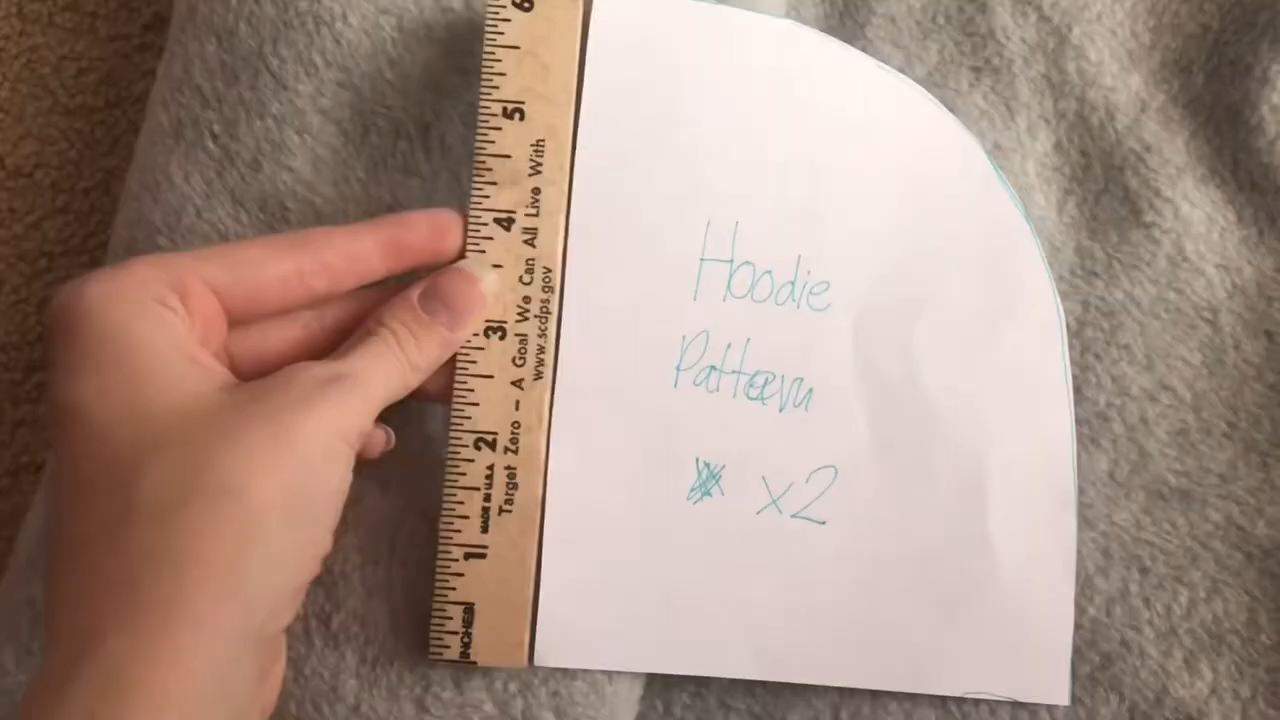 Hoodie
Pattern
x2
Target Zero – A Goal We Can All Live With
www.scdps.gov
MADE IN U.S.A.
INCHES
1
2
3
4
5
6